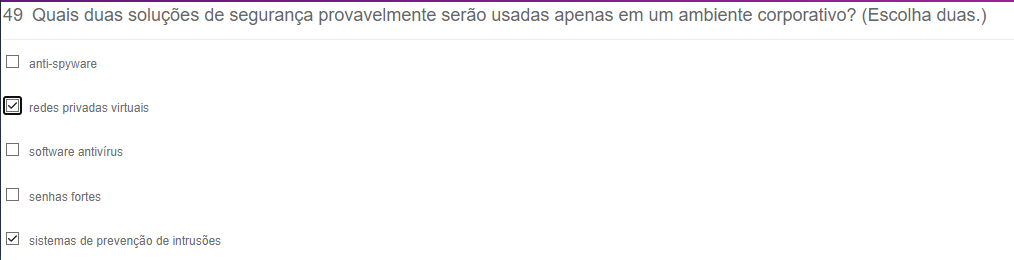 49 Quais duas soluções de segurança provavelmente serão usadas apenas em um ambiente corporativo? (Escolha duas.)
anti-spyware
redes privadas virtuais
software antivírus
senhas fortes
sistemas de prevenção de intrusões